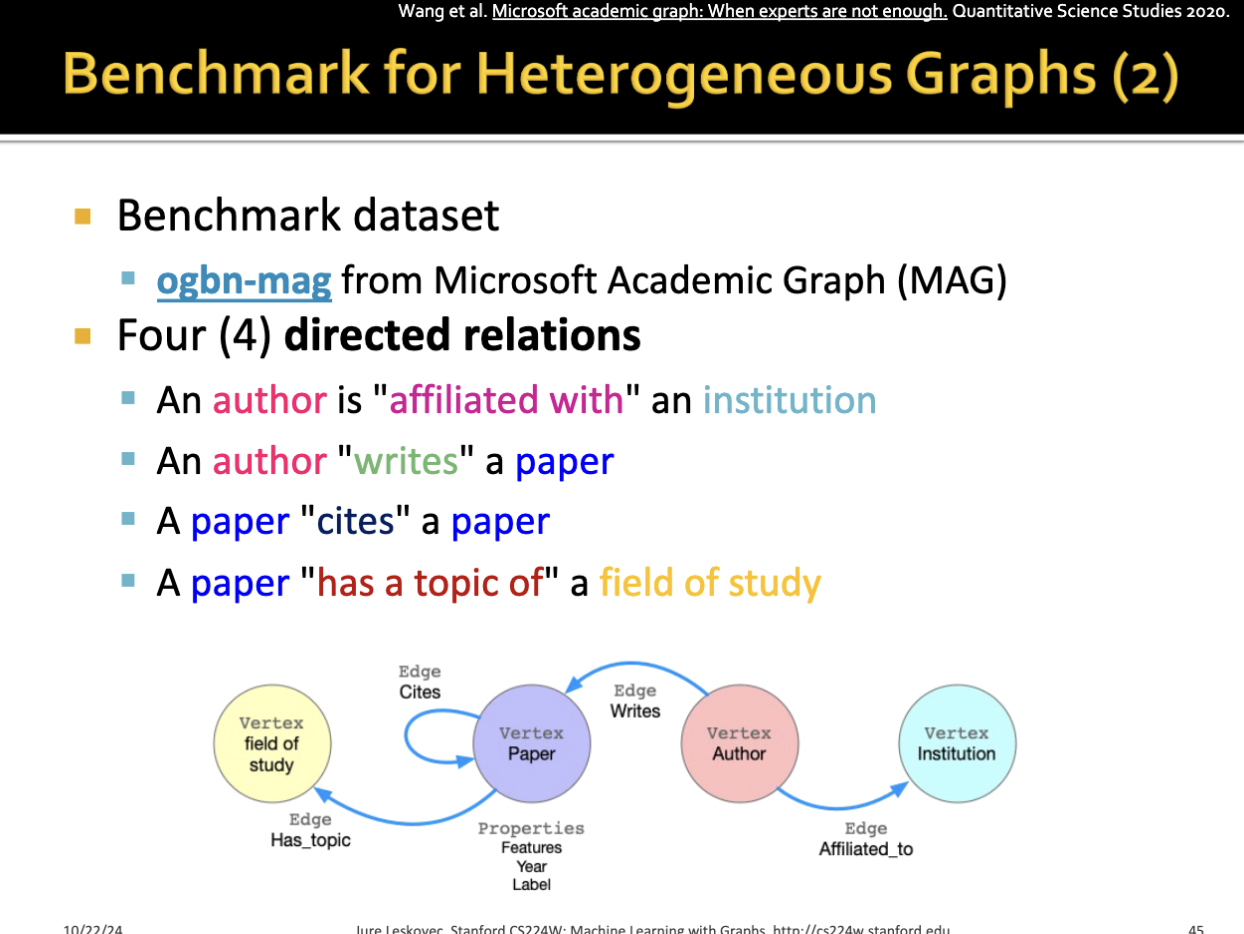 Wang et al. Microsoft academic graph: When experts are not enough. Quantitative Science Studies 2020.
Benchmark for Heterogeneous Graphs (2)
Benchmark dataset
ogbn-mag from Microsoft Academic Graph (MAG)
Four (4) directed relations
An author is "affiliated with" an institution
An author "writes" a paper
A paper "cites" a paper
A paper "has a topic of" a field of study
Edge
Cites
Edge
Writes
Vertex
field of
study
Vertex
Paper
Vertex
Author
Vertex
Institution
Edge
Has_topic
Properties
Features
Year
Label
Edge
Affiliated_to
10/22/24
Jure Leskovec, Stanford CS224W: Machine Learning with Graphs, http://cs224w.stanford.edu
45